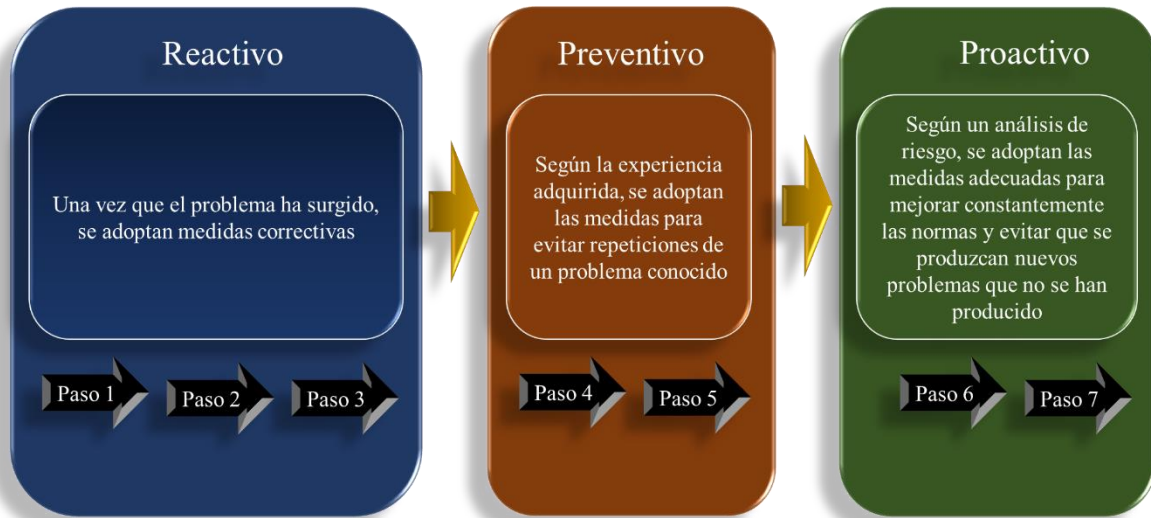 Reactivo
Una vez que el problema ha surgido,
se adoptan medidas correctivas
Paso 1
Paso 2
Paso 3
Preventivo
Según la experiencia
adquirida, se adoptan
las medidas para
evitar repeticiones de
un problema conocido
Paso 4
Paso 5
Proactivo
Según un análisis de
riesgo, se adoptan las
medidas adecuadas para
mejorar constantemente
las normas y evitar que se
produzcan nuevos
problemas que no se han
producido
Paso 6
Paso 7